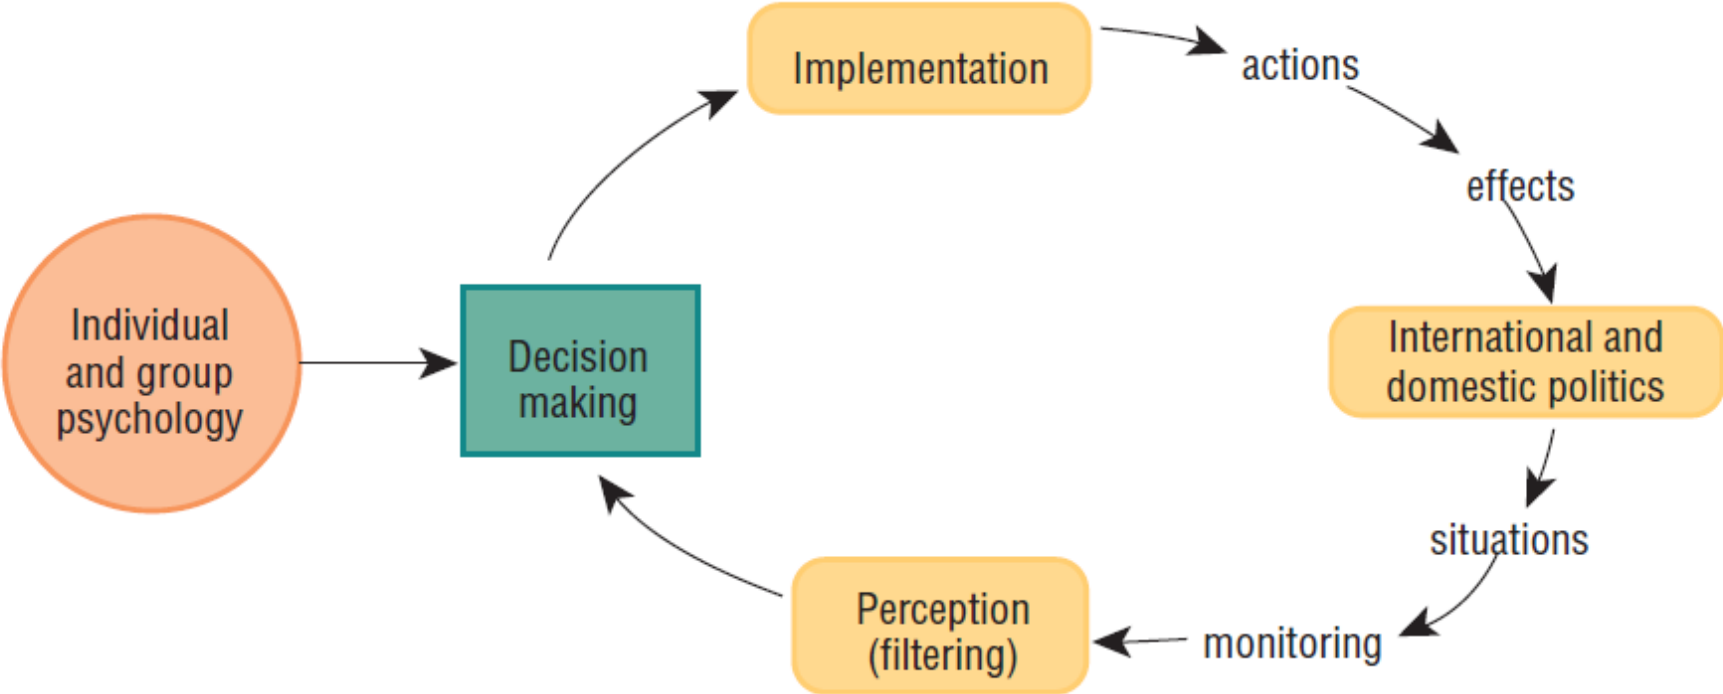 Implementation
actions
effects
International and
domestic politics
situations
monitoring
Perception
(filtering)
Decision
making
Individual
and group
psychology